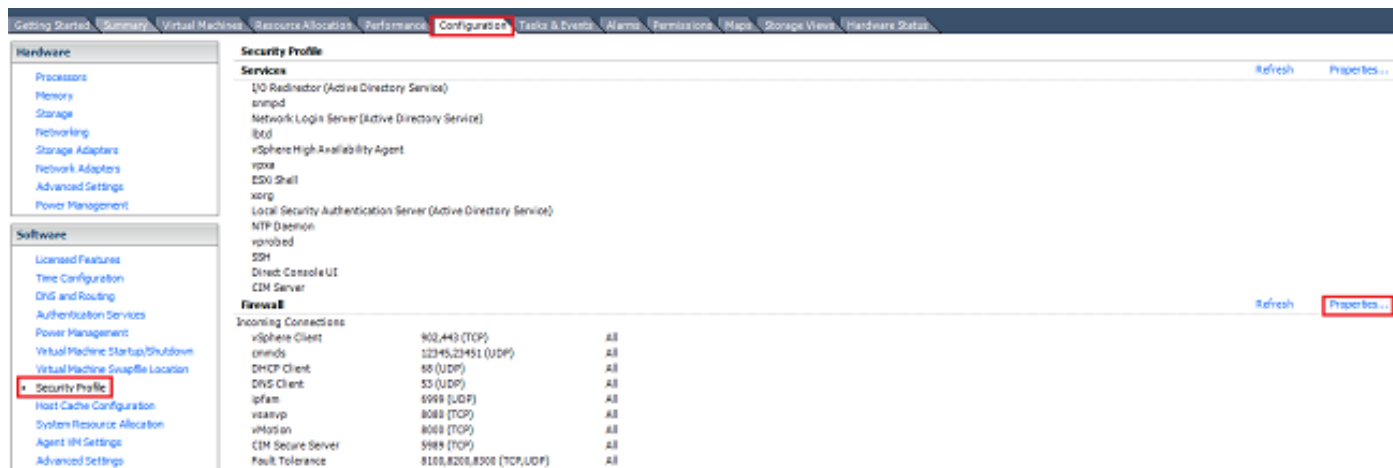 Getting Started Summary Virtual Machines Resource Allocation Performance Configuration Tasks & Events Alarms Permissions Maps Storage Views Hardware Status
Hardware
Processors
Memory
Storage
Networking
Storage Adapters
Network Adapters
Advanced Settings
Power Management
Software
Licensed Features
Time Configuration
DNS and Routing
Authentication Services
Power Management
Virtual Machine Startup/Shutdown
Virtual Machine Swapfile Location
Security Profile
Host Cache Configuration
System Resource Allocation
Agent VM Settings
Advanced Settings
Security Profile
Services Refresh Properties...
I/O Redirector (Active Directory Service)
snmpd
Network Login Server (Active Directory Service)
lbtd
vSphere High Availability Agent
vpxa
ESXi Shell
xorg
Local Security Authentication Server (Active Directory Service)
NTP Daemon
vprobed
SSH
Direct Console UI
CIM Server
Firewall Refresh Properties...
Incoming Connections
vSphere Client 902,443 (TCP) All
cmmds 12345,23451 (UDP) All
DHCP Client 68 (UDP) All
DNS Client 53 (UDP) All
ipfam 6999 (UDP) All
vsanvp 8080 (TCP) All
vMotion 8000 (TCP) All
CIM Secure Server 5989 (TCP) All
Fault Tolerance 8100,8200,8300 (TCP,UDP) All